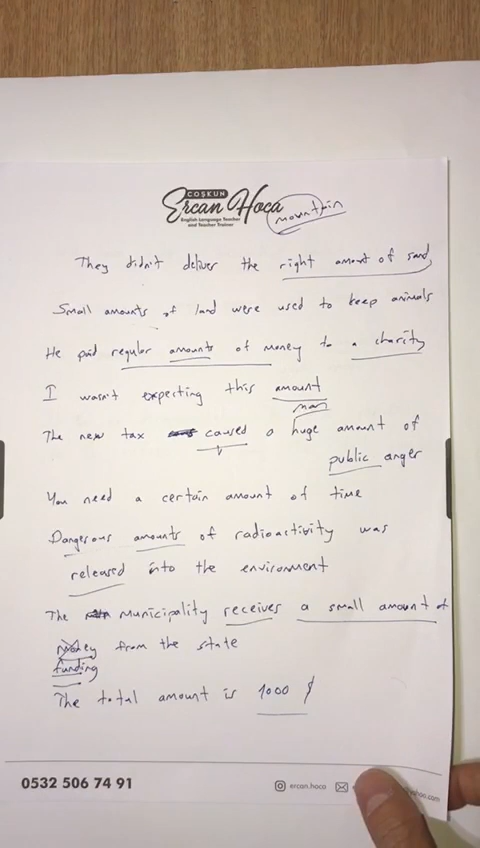 COŞKUN
Ercan Hoca
English Language Teacher
and Teacher Trainer
mountain
They didn't deliver the right amount of sand
Small amounts of land were used to keep animals
He paid regular amounts of money to a charity
I wasn't expecting this amount
man
The new tax caused a huge amount of
public anger
You need a certain amount of time
Dangerous amounts of radioactivity was
released into the environment
The municipality receives a small amount of
money from the state
funding
The total amount is 1000 $
0532 506 74 91
ercan.hoca
yahoo.com